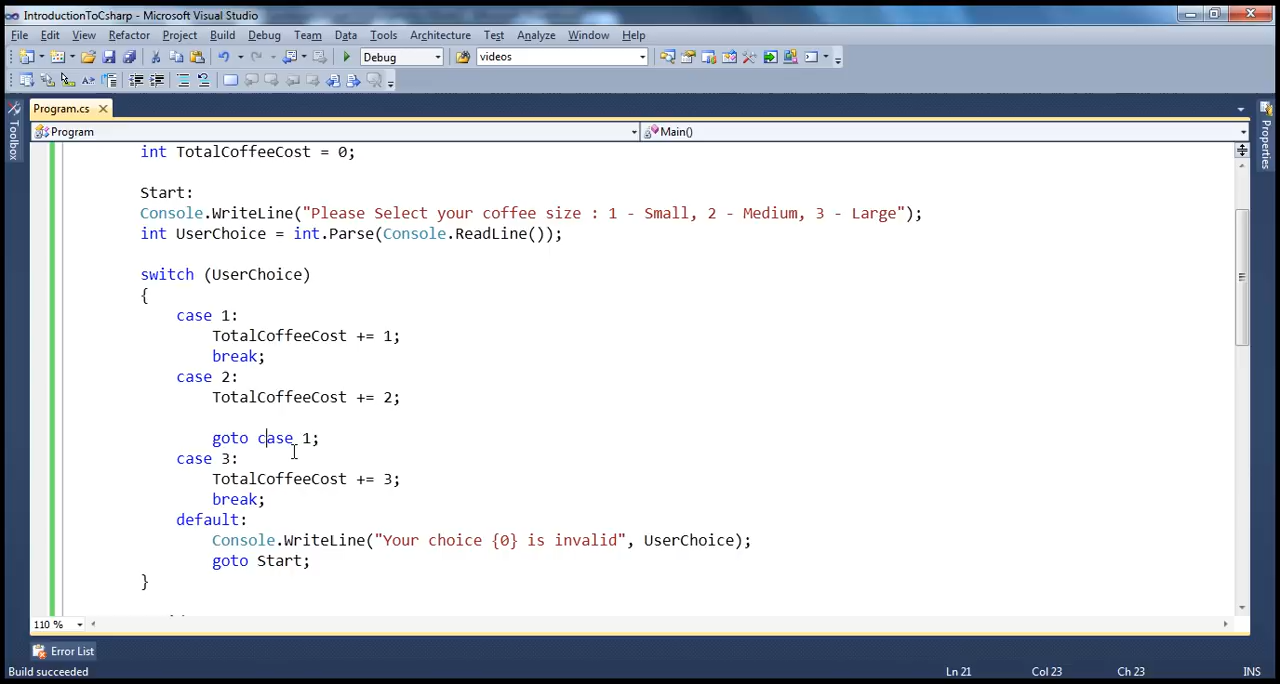 IntroductionToCsharp - Microsoft Visual Studio
File Edit View Refactor Project Build Debug Team Data Tools Architecture Test Analyze Window Help
Debug videos
Program.cs
Toolbox
Properties
Program Main()
int TotalCoffeeCost = 0;
Start:
Console.WriteLine("Please Select your coffee size : 1 - Small, 2 - Medium, 3 - Large");
int UserChoice = int.Parse(Console.ReadLine());
switch (UserChoice)
{
case 1:
TotalCoffeeCost += 1;
break;
case 2:
TotalCoffeeCost += 2;
goto case 1;
case 3:
TotalCoffeeCost += 3;
break;
default:
Console.WriteLine("Your choice {0} is invalid", UserChoice);
goto Start;
}
110 %
Error List
Build succeeded Ln 21 Col 23 Ch 23 INS